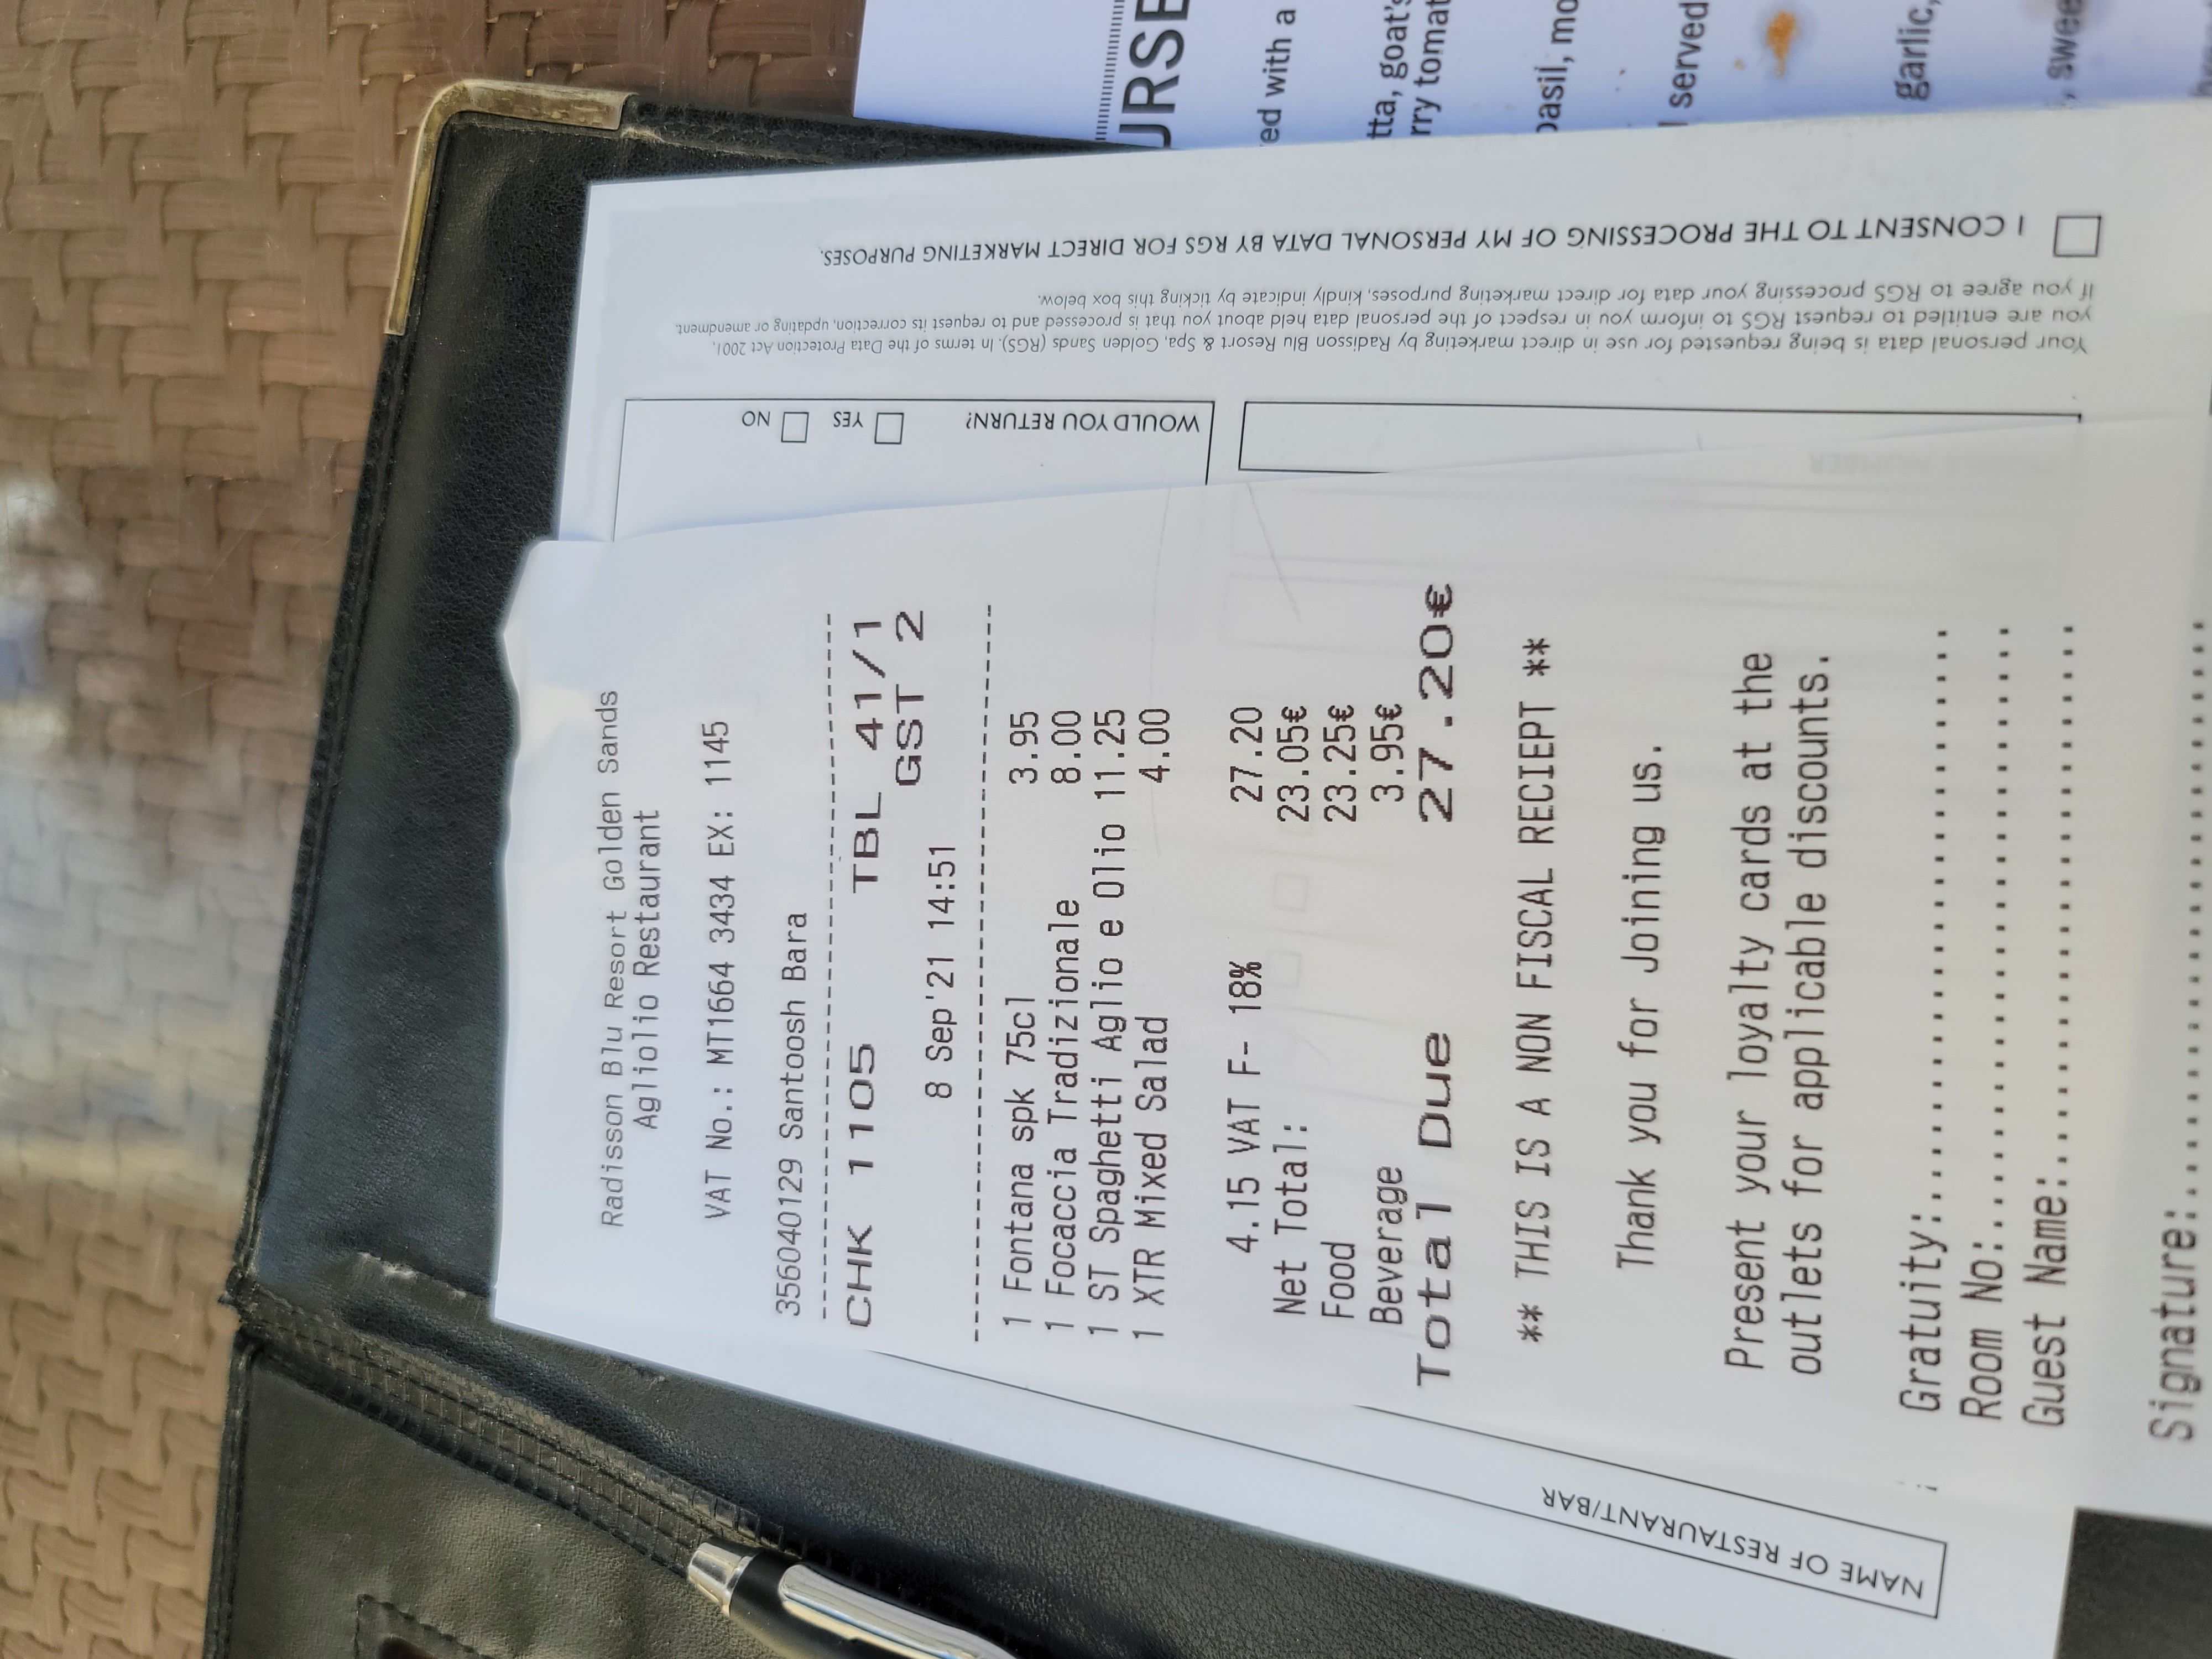 Radisson Blu Resort Golden Sands
Agliolio Restaurant
VAT No.: MT1664 3434 EX: 1145
356040129 Santoosh Bara
CHK 1105 TBL 41/1
GST 2
8 Sep'21 14:51
1 Fontana spk 75cl 3.95
1 Focaccia Tradizionale 8.00
1 ST Spaghetti Aglio e Olio 11.25
1 XTR Mixed Salad 4.00
4.15 VAT F- 18% 27.20
Net Total: 23.05€
Food 23.25€
Beverage 3.95€
Total Due 27.20€
** THIS IS A NON FISCAL RECIEPT **
Thank you for Joining us.
Present your loyalty cards at the
outlets for applicable discounts.
Gratuity:............................
Room No:.............................
Guest Name:..........................
Signature:...........................
NAME OF RESTAURANT/BAR
WOULD YOU RETURN? YES NO
Your personal data is being requested for use in direct marketing by Radisson Blu Resort & Spa, Golden Sands (RGS). In terms of the Data Protection Act 2001,
you are entitled to request RGS to inform you in respect of the personal data held about you that is processed and to request its correction, updating or amendment.
If you agree to RGS processing your data for direct marketing purposes, kindly indicate by ticking this box below.
I CONSENT TO THE PROCESSING OF MY PERSONAL DATA BY RGS FOR DIRECT MARKETING PURPOSES.
URSE
ed with a
tta, goat's
rry tomat
basil, mo
served
garlic,
, swee